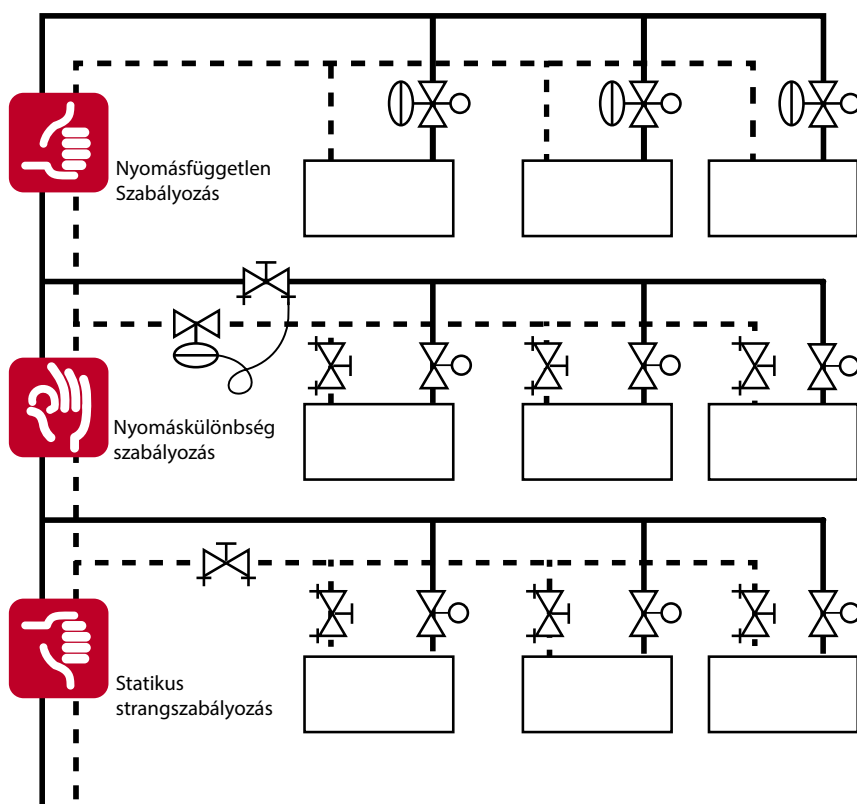 Nyomásfüggetlen
Szabályozás
Nyomáskülönbség
szabályozás
Statikus
strangszabályozás